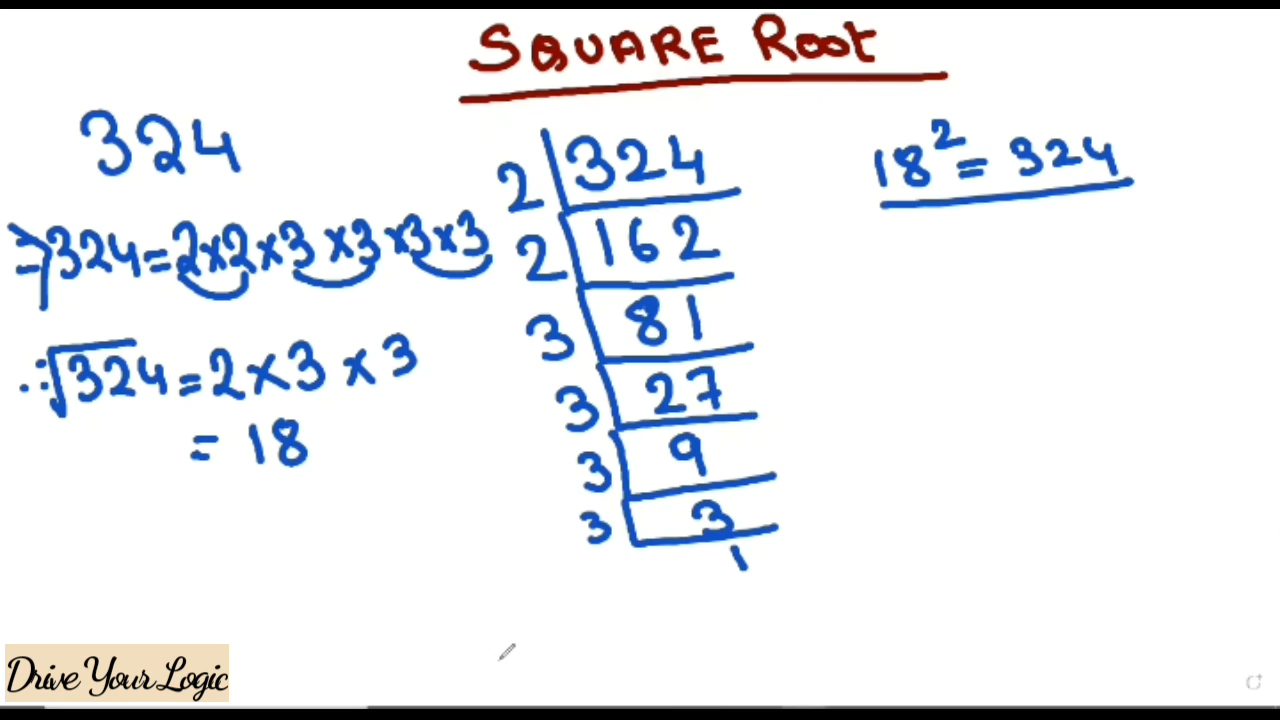 SQUARE Root
324
⇒ 324 = 2 × 2 × 3 × 3 × 3 × 3
∴ √324 = 2 × 3 × 3
= 18
2 | 324
2 | 162
3 | 81
3 | 27
3 | 9
3 | 3
1
18² = 324
Drive Your Logic